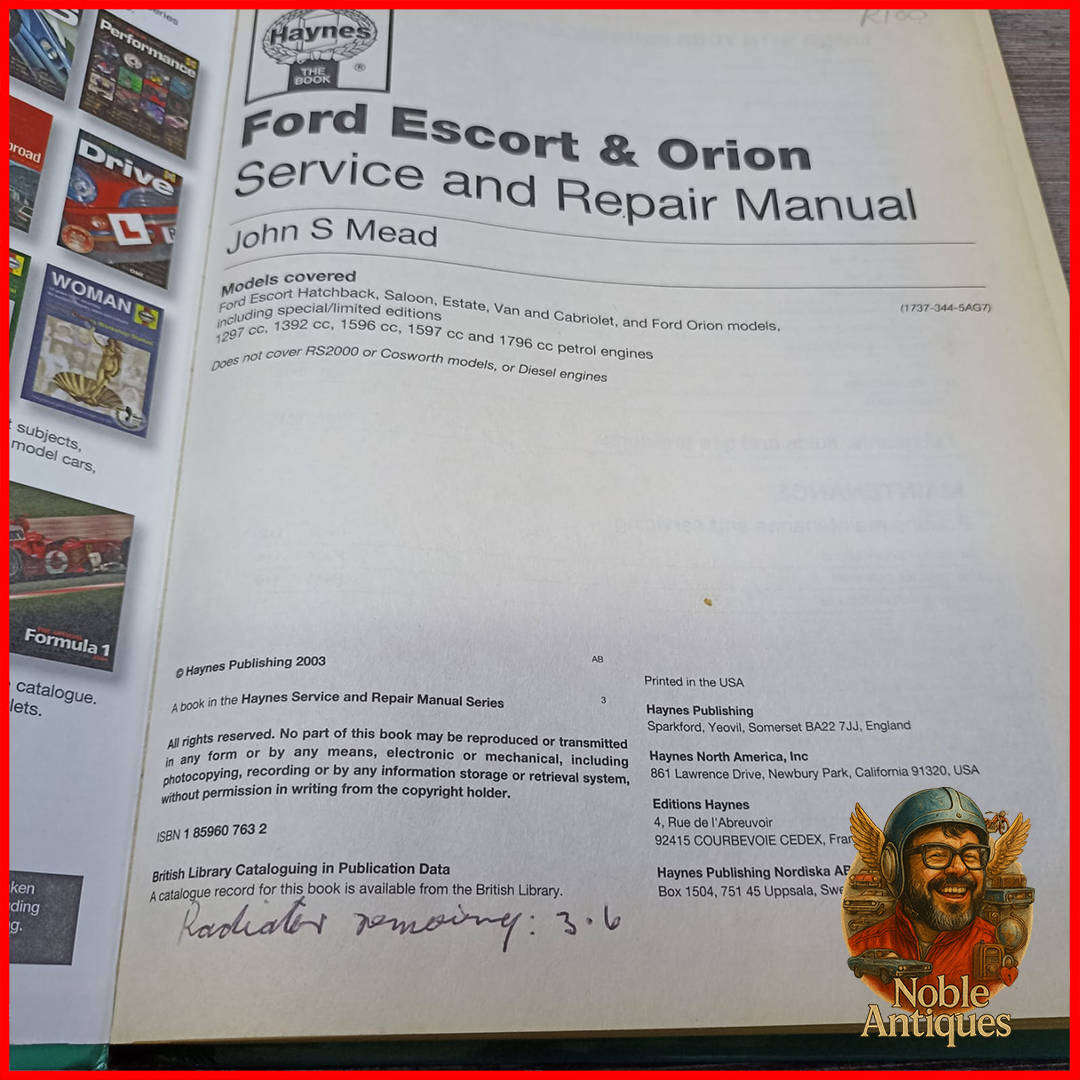 Performance
Drive
L
WOMAN
subjects,
model cars,
Formula 1
catalogue.
lets.
R100
Haynes
THE
BOOK
®
Ford Escort & Orion
Service and Repair Manual
John S Mead
Models covered
(1737-344-5AG7)
Ford Escort Hatchback, Saloon, Estate, Van and Cabriolet, and Ford Orion models,
including special/limited editions
1297 cc, 1392 cc, 1596 cc, 1597 cc and 1796 cc petrol engines
Does not cover RS2000 or Cosworth models, or Diesel engines
© Haynes Publishing 2003
AB
A book in the Haynes Service and Repair Manual Series
3
All rights reserved. No part of this book may be reproduced or transmitted
in any form or by any means, electronic or mechanical, including
photocopying, recording or by any information storage or retrieval system,
without permission in writing from the copyright holder.
ISBN 1 85960 763 2
British Library Cataloguing in Publication Data
A catalogue record for this book is available from the British Library.
Radiator removing: 3.6
Printed in the USA
Haynes Publishing
Sparkford, Yeovil, Somerset BA22 7JJ, England
Haynes North America, Inc
861 Lawrence Drive, Newbury Park, California 91320, USA
Editions Haynes
4, Rue de l'Abreuvoir
92415 COURBEVOIE CEDEX, Fran
Haynes Publishing Nordiska AB
Box 1504, 751 45 Uppsala, Swe
Noble
Antiques